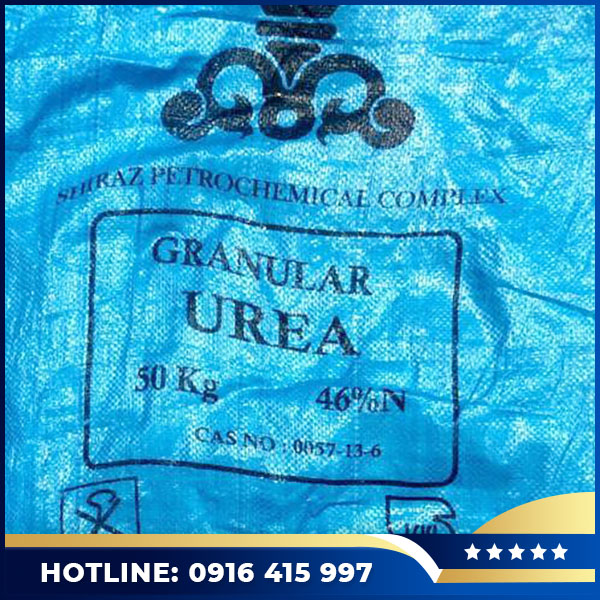 SHIRAZ PETROCHEMICAL COMPLEX
GRANULAR
UREA
50 Kg
46%N
CAS NO : 0057-13-6
HOTLINE: 0916 415 997